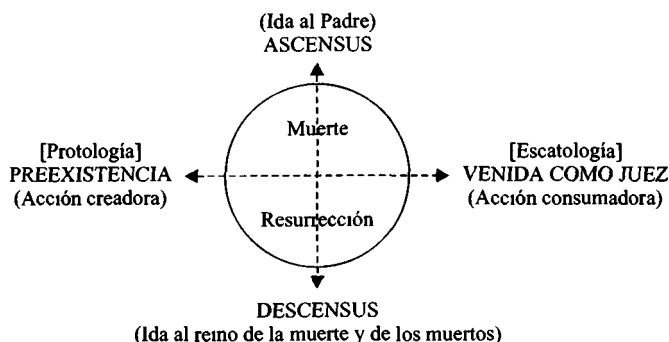 (Ida al Padre)
ASCENSUS
Muerte
[Protología]
PREEXISTENCIA
(Acción creadora)
[Escatología]
VENIDA COMO JUEZ
(Acción consumadora)
Resurrección
DESCENSUS
(Ida al reino de la muerte y de los muertos)